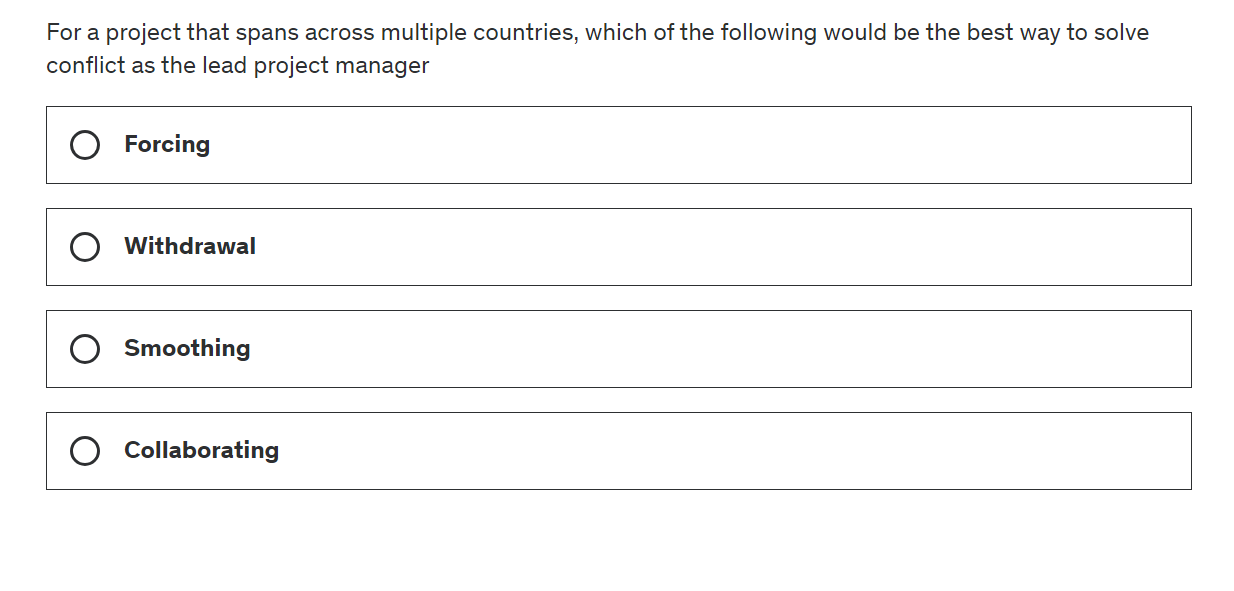 For a project that spans across multiple countries, which of the following would be the best way to solve
conflict as the lead project manager
Forcing
Withdrawal
Smoothing
Collaborating